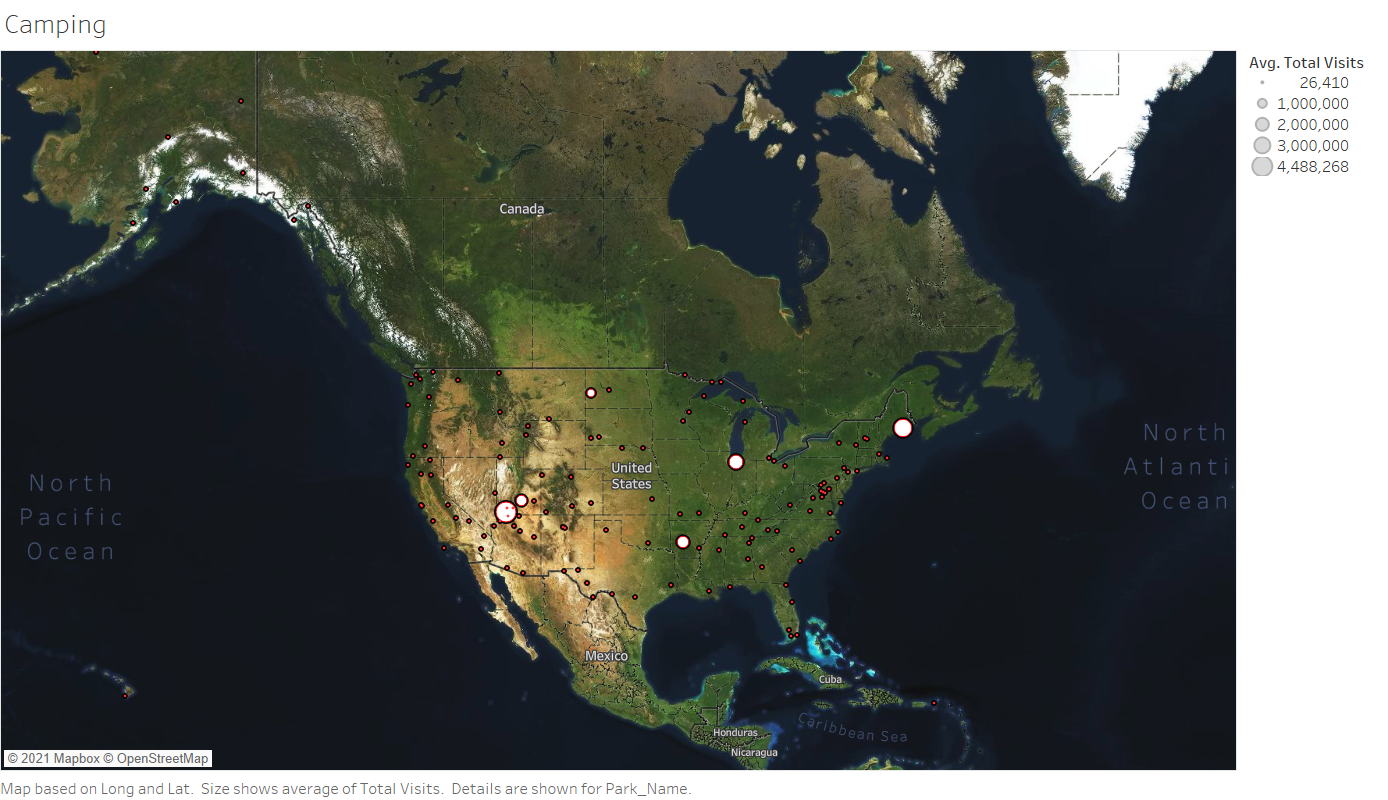 Camping
Avg. Total Visits
26,410
1,000,000
2,000,000
3,000,000
4,488,268
Canada
United
States
North
Pacific
Ocean
North
Atlanti
Ocean
Mexico
Cuba
Caribbean Sea
Honduras
Nicaragua
© 2021 Mapbox © OpenStreetMap
Map based on Long and Lat. Size shows average of Total Visits. Details are shown for Park_Name.